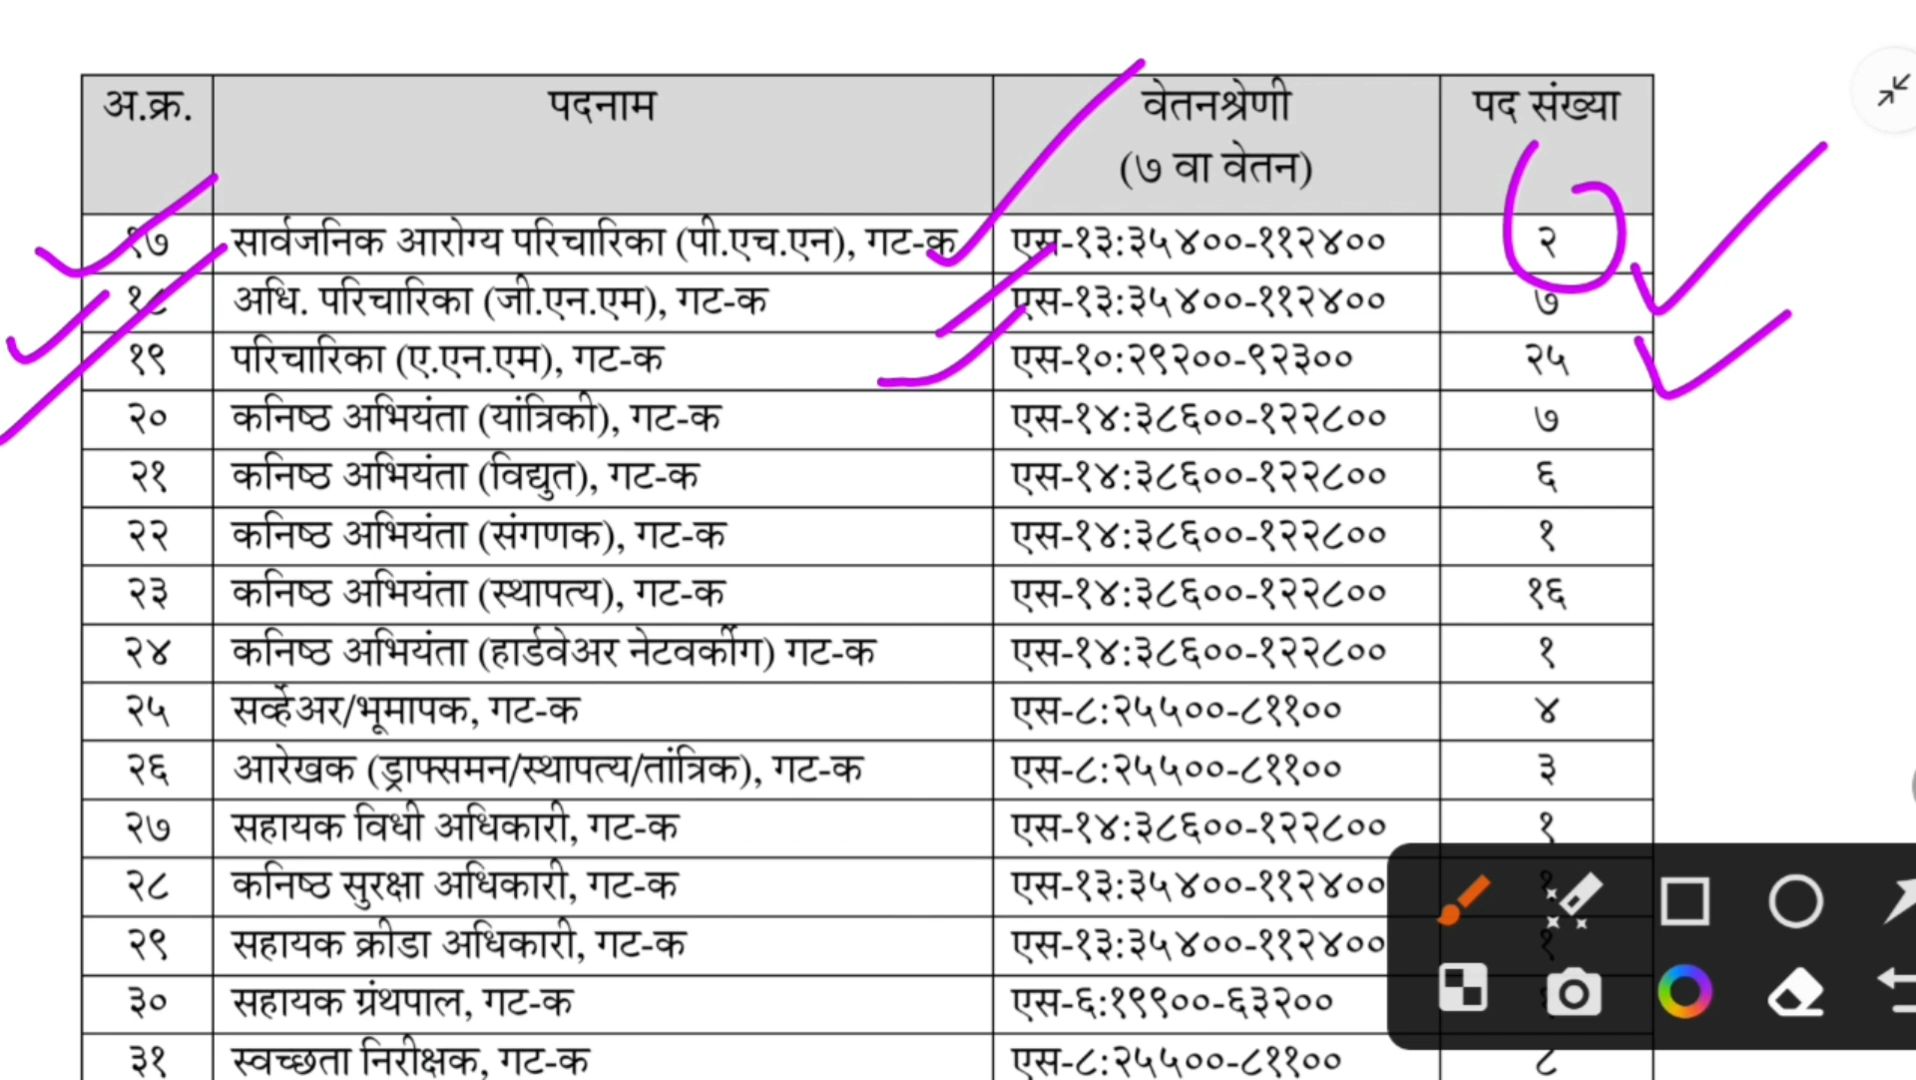 अ.क्र. पदनाम वेतनश्रेणी पद संख्या
(७ वा वेतन)
१७ सार्वजनिक आरोग्य परिचारिका (पी.एच.एन), गट-क एस-१३:३५४००-११२४०० २
१८ अधि. परिचारिका (जी.एन.एम), गट-क एस-१३:३५४००-११२४०० ७
१९ परिचारिका (ए.एन.एम), गट-क एस-१०:२९२००-९२३०० २५
२० कनिष्ठ अभियंता (यांत्रिकी), गट-क एस-१४:३८६००-१२२८०० ७
२१ कनिष्ठ अभियंता (विद्युत), गट-क एस-१४:३८६००-१२२८०० ६
२२ कनिष्ठ अभियंता (संगणक), गट-क एस-१४:३८६००-१२२८०० १
२३ कनिष्ठ अभियंता (स्थापत्य), गट-क एस-१४:३८६००-१२२८०० १६
२४ कनिष्ठ अभियंता (हार्डवेअर नेटवर्कींग) गट-क एस-१४:३८६००-१२२८०० १
२५ सर्व्हेअर/भूमापक, गट-क एस-८:२५५००-८११०० ४
२६ आरेखक (ड्राफ्समन/स्थापत्य/तांत्रिक), गट-क एस-८:२५५००-८११०० ३
२७ सहायक विधी अधिकारी, गट-क एस-१४:३८६००-१२२८०० १
२८ कनिष्ठ सुरक्षा अधिकारी, गट-क एस-१३:३५४००-११२४००
२९ सहायक क्रीडा अधिकारी, गट-क एस-१३:३५४००-११२४०० १
३० सहायक ग्रंथपाल, गट-क एस-६:१९९००-६३२००
३१ स्वच्छता निरीक्षक, गट-क एस-८:२५५००-८११०० ८